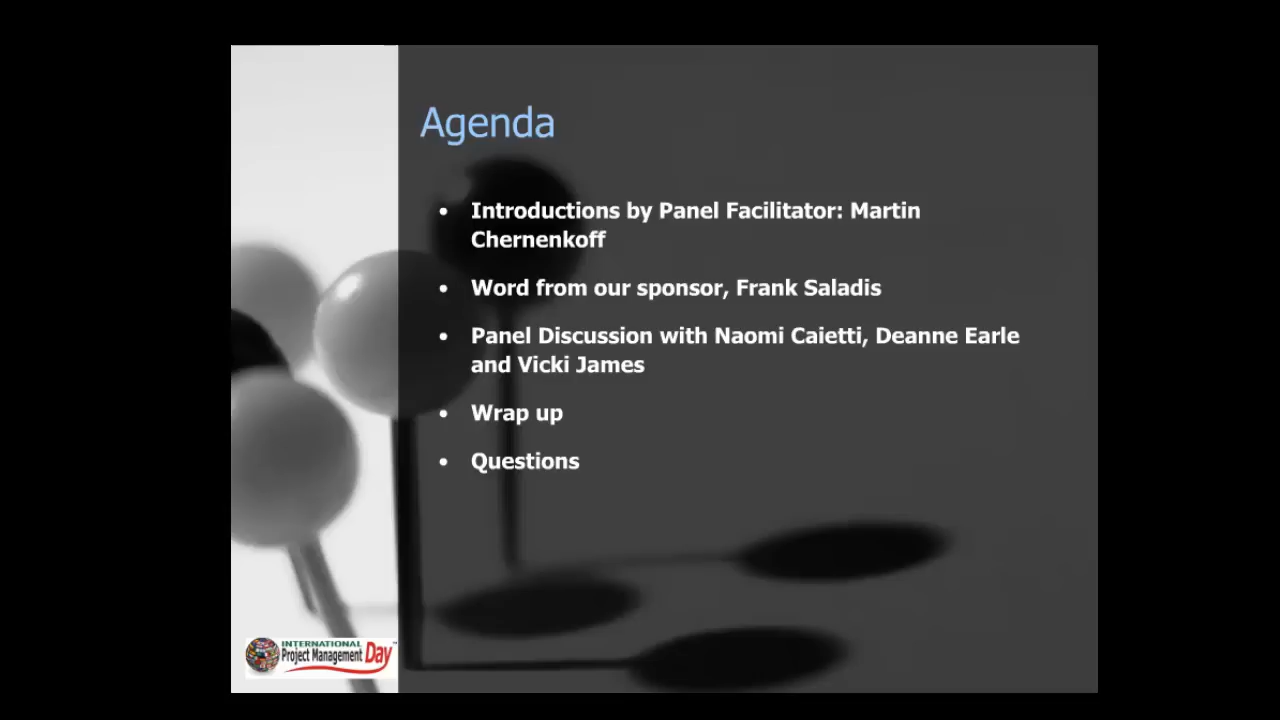 Agenda
• Introductions by Panel Facilitator: Martin
Chernenkoff
• Word from our sponsor, Frank Saladis
• Panel Discussion with Naomi Caietti, Deanne Earle
and Vicki James
• Wrap up
• Questions
INTERNATIONAL
Project Management Day™